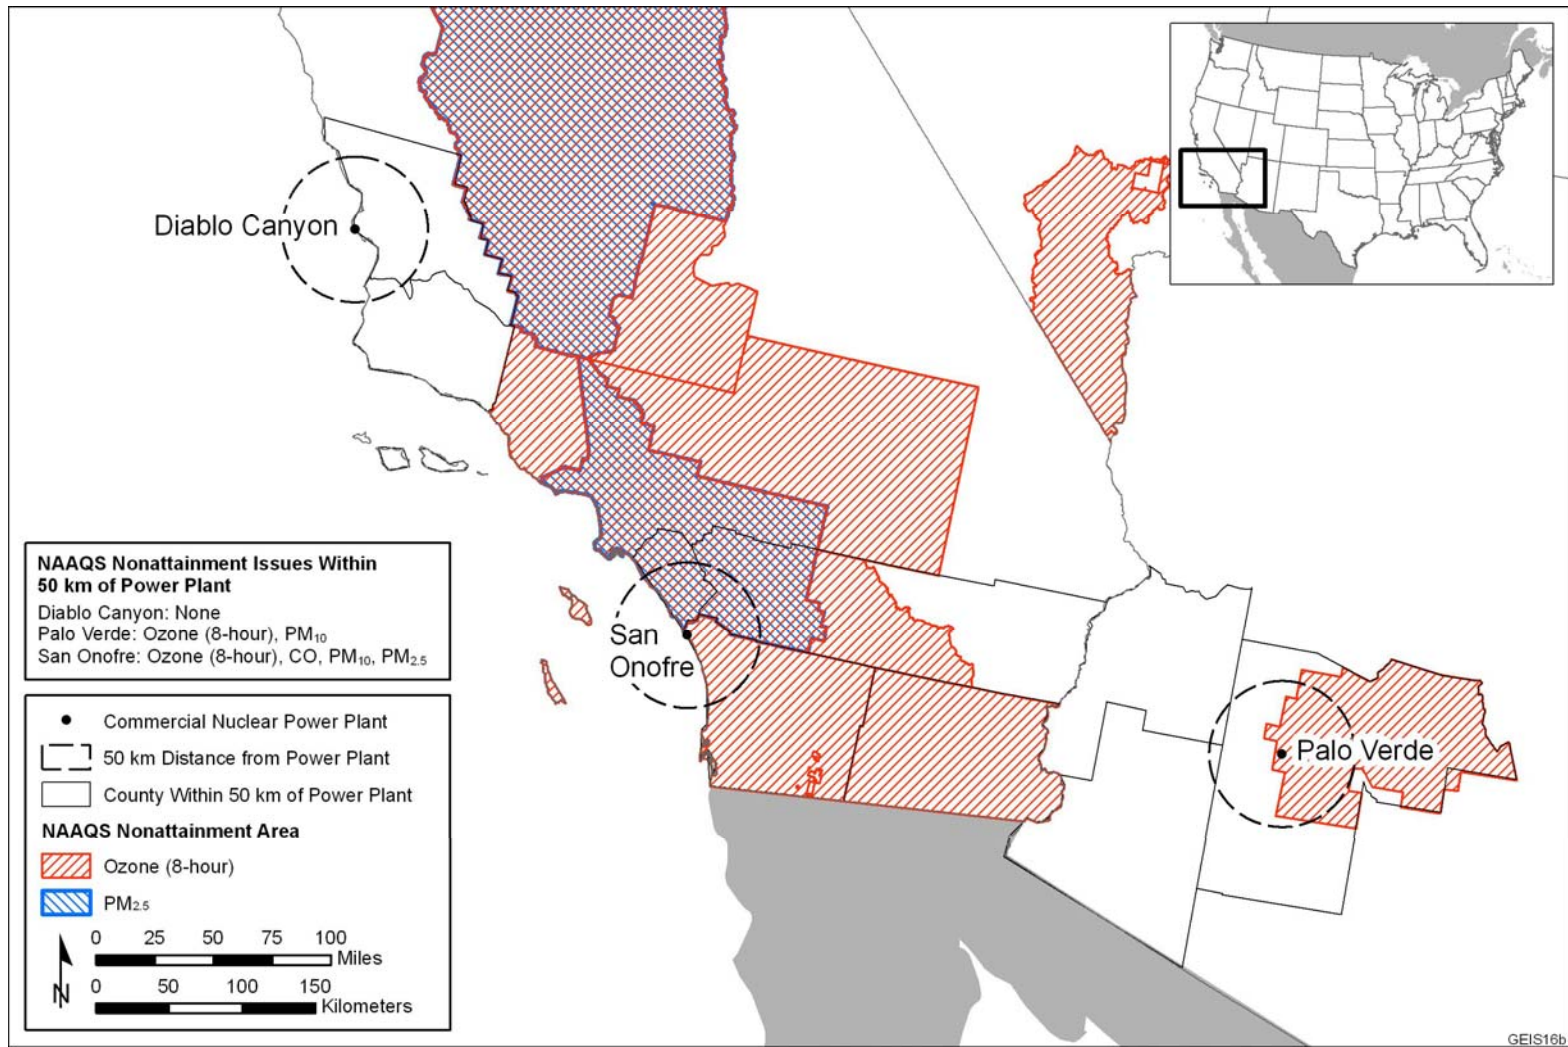 Diablo Canyon
San
Onofre
Palo Verde
NAAQS Nonattainment Issues Within
50 km of Power Plant
Diablo Canyon: None
Palo Verde: Ozone (8-hour), PM₁₀
San Onofre: Ozone (8-hour), CO, PM₁₀, PM₂.₅
Commercial Nuclear Power Plant
50 km Distance from Power Plant
County Within 50 km of Power Plant
NAAQS Nonattainment Area
Ozone (8-hour)
PM₂.₅
0 25 50 75 100
Miles
0 50 100 150
Kilometers
N
GEIS16b